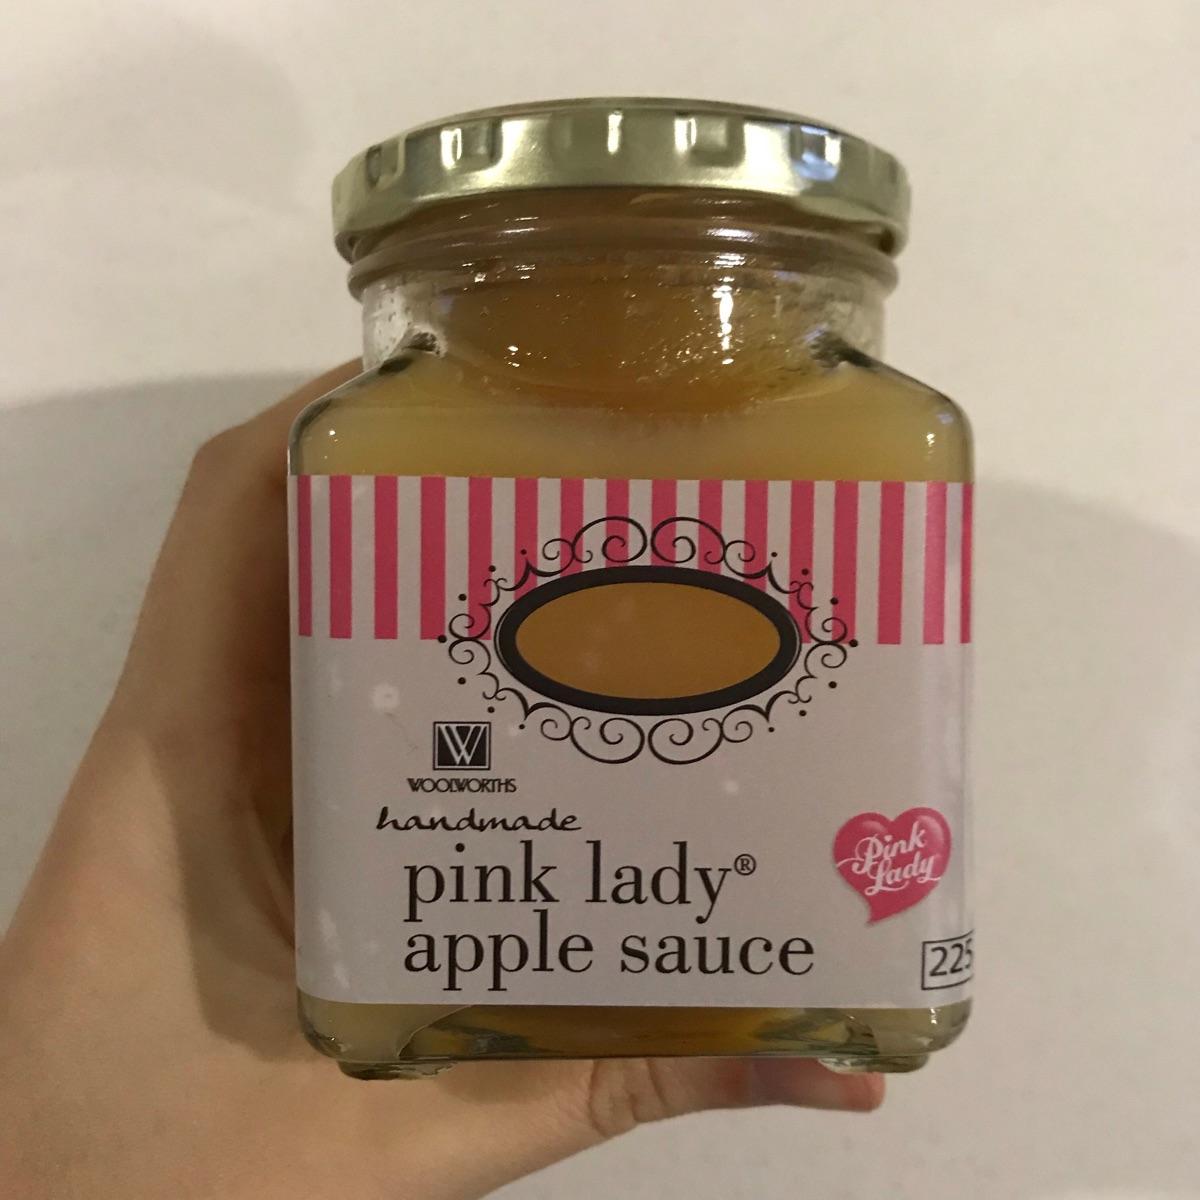 W
WOOLWORTHS
handmade
pink lady®
apple sauce
Pink
Lady
225